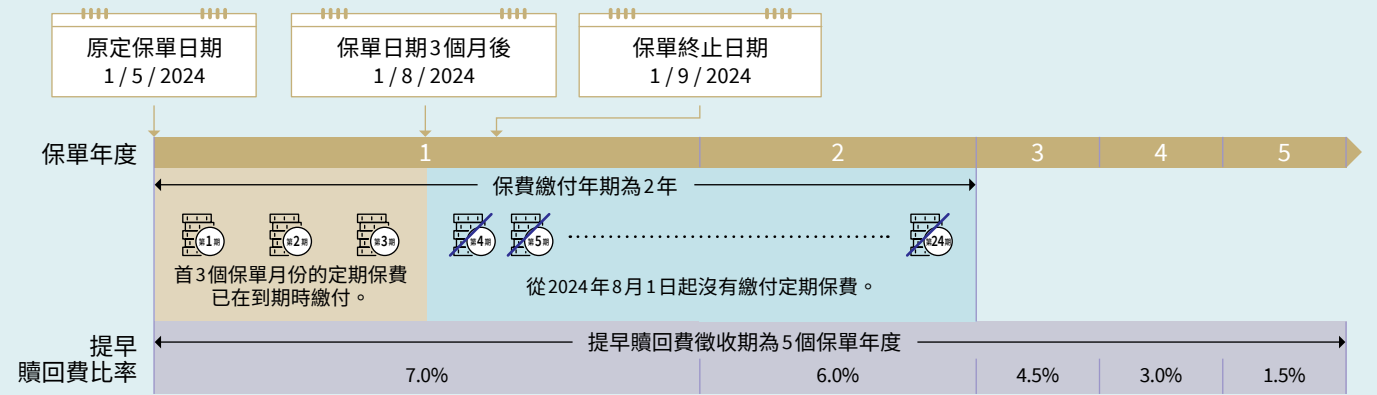 原定保單日期
1 / 5 / 2024
保單日期3個月後
1 / 8 / 2024
保單終止日期
1 / 9 / 2024
保單年度
1
2
3
4
5
保費繳付年期為2年
第1期
第2期
第3期
第4期
第5期
第24期
首3個保單月份的定期保費
已在到期時繳付。
從2024年8月1日起沒有繳付定期保費。
提早
贖回費比率
提早贖回費徵收期為5個保單年度
7.0%
6.0%
4.5%
3.0%
1.5%